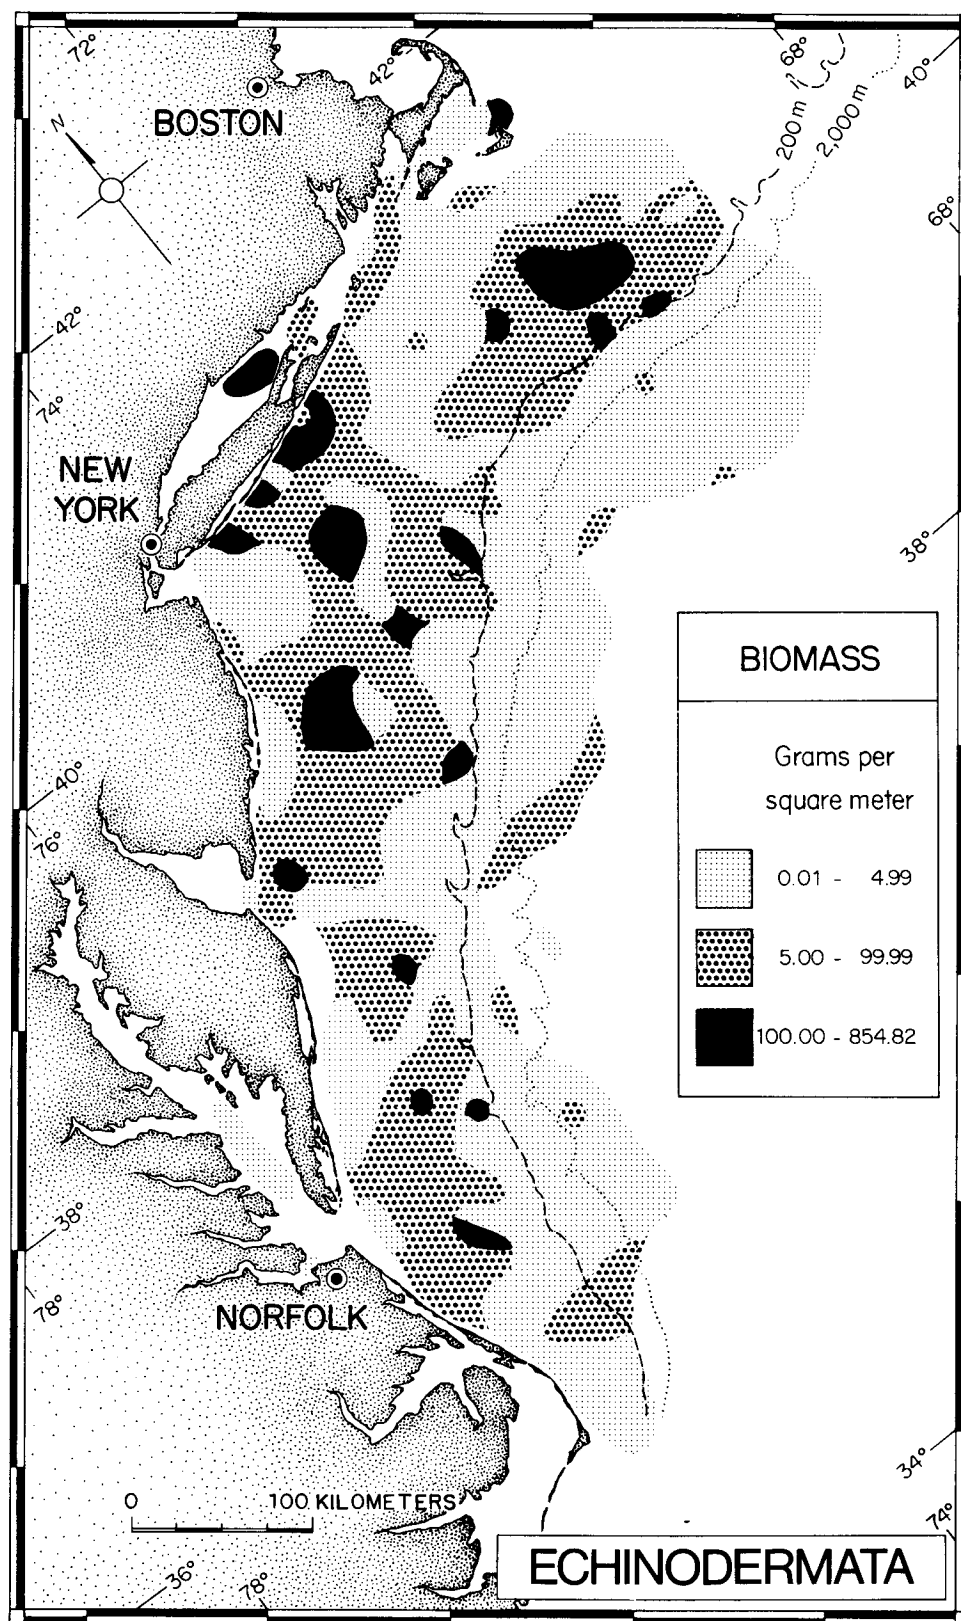 72°
42°
68°
40°
200 m
2,000 m
BOSTON
N
68°
42°
74°
NEW
YORK
38°
BIOMASS
Grams per
square meter
0.01 - 4.99
5.00 - 99.99
100.00 - 854.82
40°
76°
38°
78°
NORFOLK
34°
0 100 KILOMETERS
74°
36°
78°
ECHINODERMATA